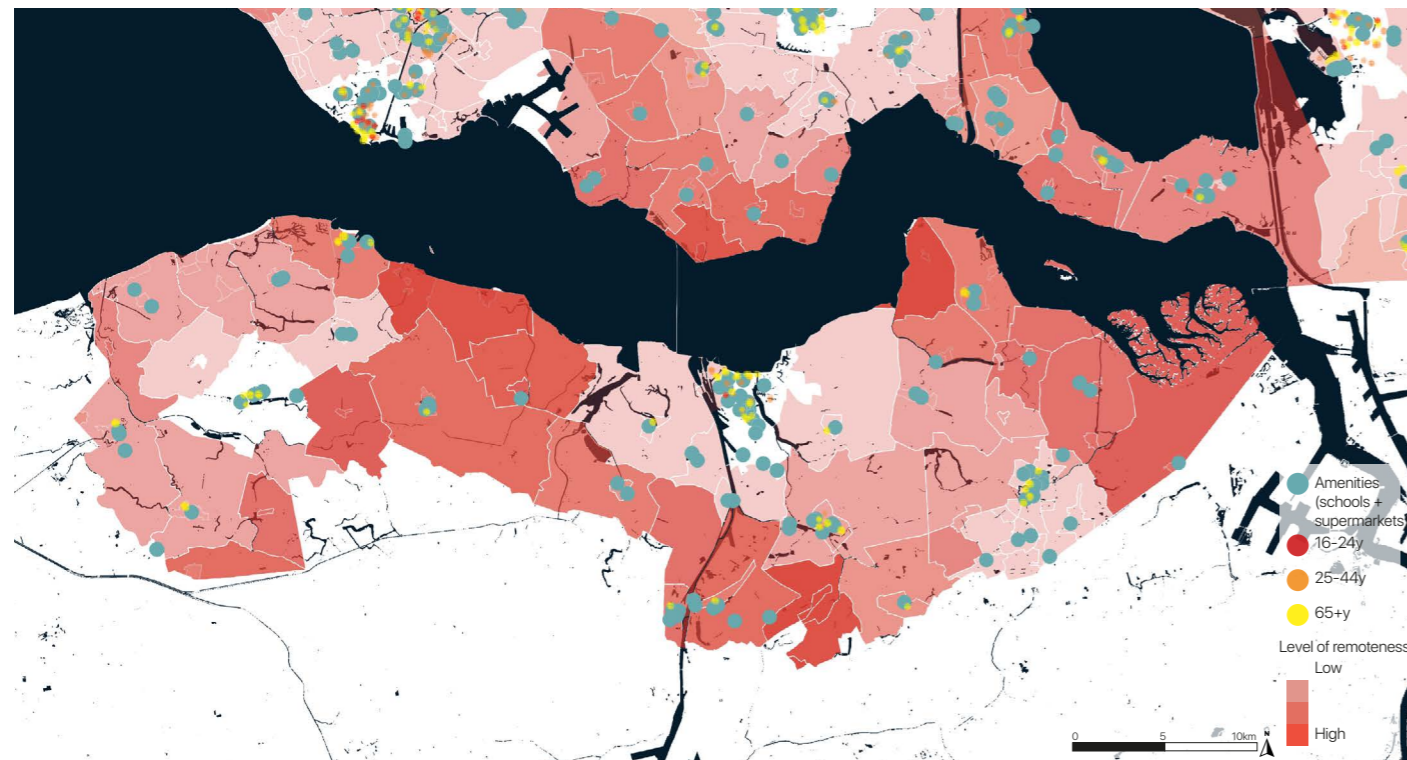 Amenities
(schools +
supermarkets
16-24y
25-44y
65+y
Level of remoteness
Low
High
0 5 10km N